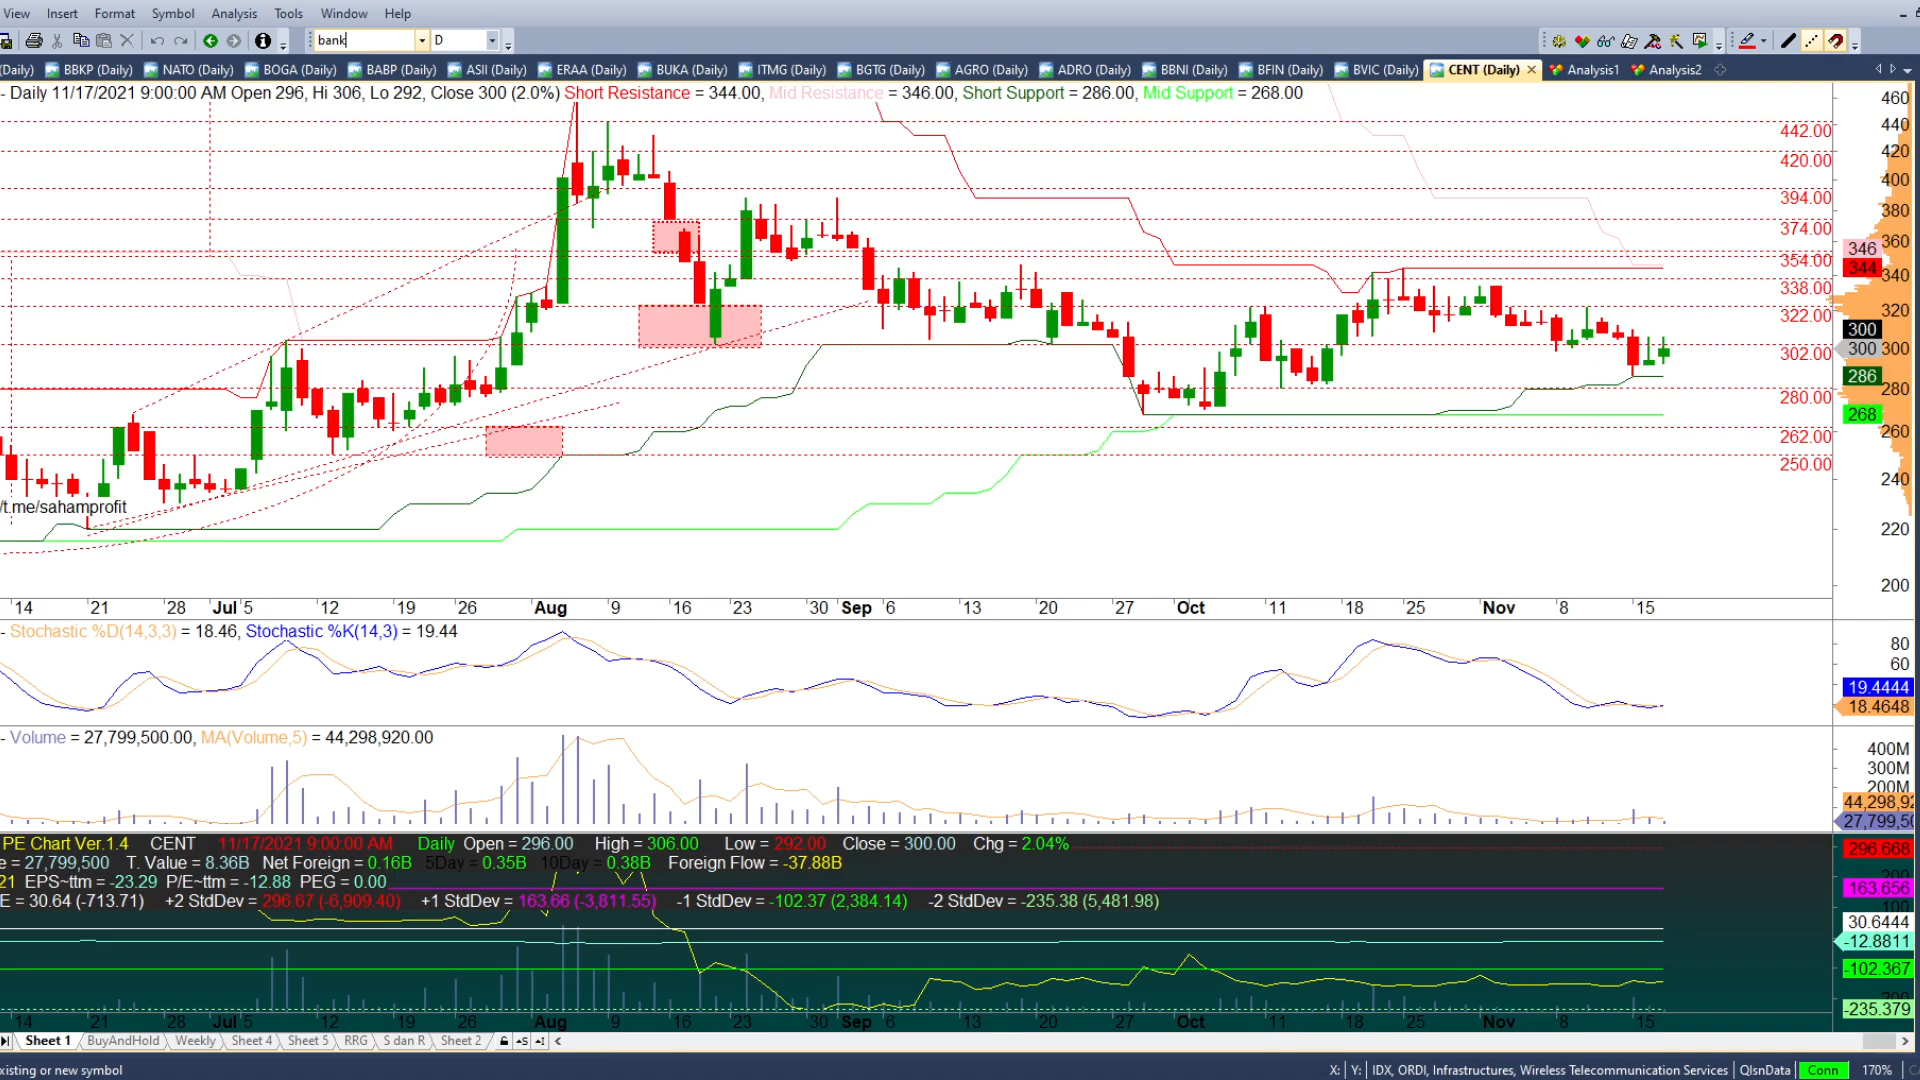 View Insert Format Symbol Analysis Tools Window Help
bank D
(Daily) BBKP (Daily) NATO (Daily) BOGA (Daily) BABP (Daily) ASII (Daily) ERAA (Daily) BUKA (Daily) ITMG (Daily) BGTG (Daily) AGRO (Daily) ADRO (Daily) BBNI (Daily) BFIN (Daily) BVIC (Daily) CENT (Daily) Analysis1 Analysis2
- Daily 11/17/2021 9:00:00 AM Open 296, Hi 306, Lo 292, Close 300 (2.0%) Short Resistance = 344.00, Mid Resistance = 346.00, Short Support = 286.00, Mid Support = 268.00
460
442.00 440
420.00 420
394.00 400
374.00 380
346 360
354.00 344 340
338.00
322.00 320
300
302.00 300 300
286
280.00 280
268
262.00 260
250.00
240
/t.me/sahamprofit
220
200
14 21 28 Jul 5 12 19 26 Aug 9 16 23 30 Sep 6 13 20 27 Oct 11 18 25 Nov 8 15
- Stochastic %D(14,3,3) = 18.46, Stochastic %K(14,3) = 19.44
80
60
19.4444
18.4648
- Volume = 27,799,500.00, MA(Volume,5) = 44,298,920.00
400M
300M
200M
44,298,92
27,799,50
PE Chart Ver.1.4 CENT 11/17/2021 9:00:00 AM Daily Open = 296.00 High = 306.00 Low = 292.00 Close = 300.00 Chg = 2.04%
e = 27,799,500 T. Value = 8.36B Net Foreign = 0.16B 5Day = 0.35B 10Day = 0.38B Foreign Flow = -37.88B
21 EPS~ttm = -23.29 P/E~ttm = -12.88 PEG = 0.00
E = 30.64 (-713.71) +2 StdDev = 296.67 (-6,909.40) +1 StdDev = 163.66 (-3,811.55) -1 StdDev = -102.37 (2,384.14) -2 StdDev = -235.38 (5,481.98)
296.668
163.656
100
30.6444
-12.8811
-102.367
-235.379
14 21 28 Jul 5 12 19 26 Aug 9 16 23 30 Sep 6 13 20 27 Oct 11 18 25 Nov 8 15
Sheet 1 BuyAndHold Weekly Sheet 4 Sheet 5 RRG S dan R Sheet 2
xisting or new symbol X: Y: IDX, ORDI, Infrastructures, Wireless Telecommunication Services QlsnData Conn 170%